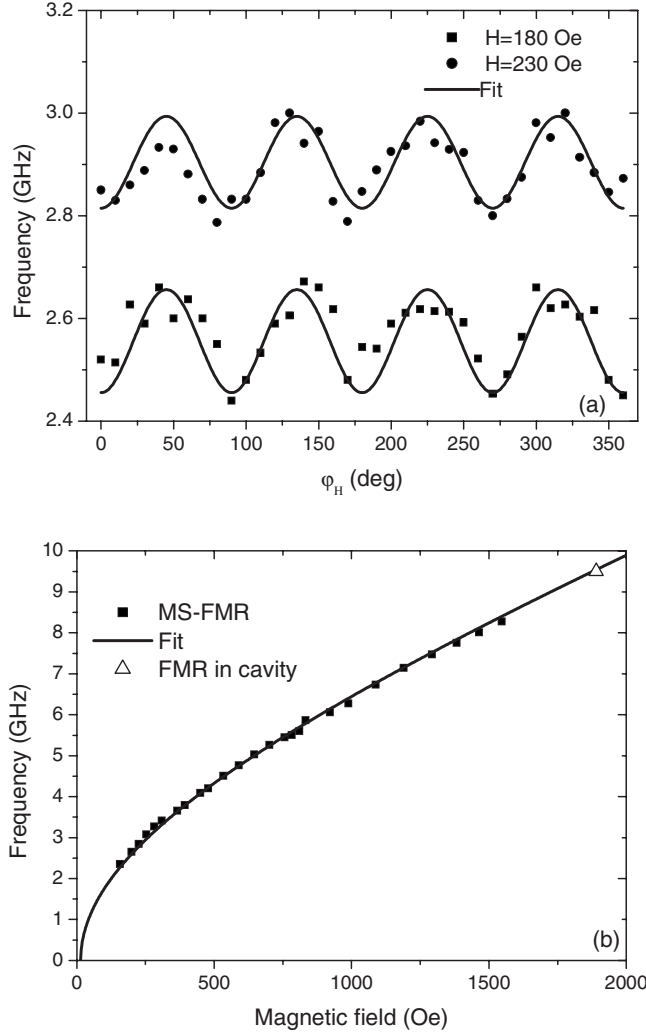 3.2
H=180 Oe
H=230 Oe
Fit
3.0
2.8
2.6
2.4
Frequency (GHz)
(a)
0 50 100 150 200 250 300 350
φH (deg)
10
9
8
7
6
5
4
3
2
1
0
MS-FMR
Fit
FMR in cavity
Frequency (GHz)
(b)
0 500 1000 1500 2000
Magnetic field (Oe)